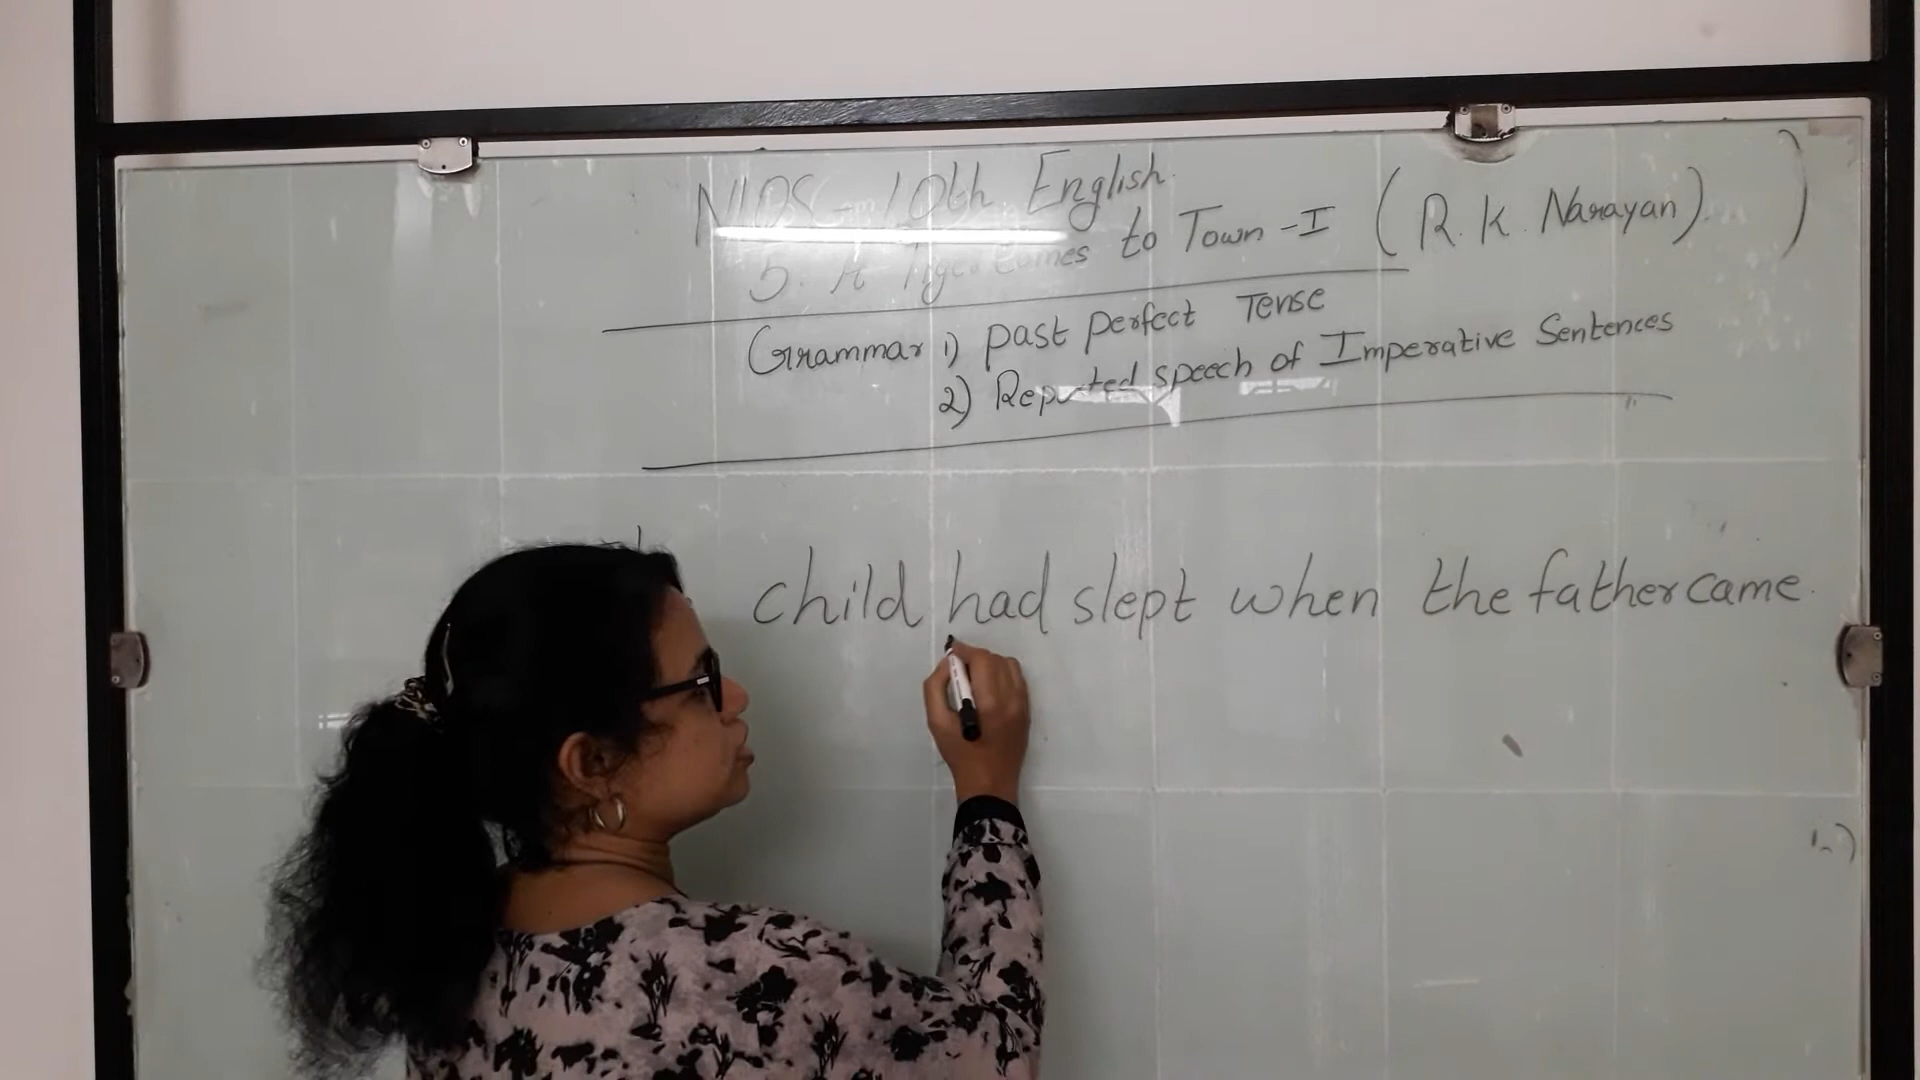 NIOS - 10th English.
5. A Tiger Comes to Town -I ( R. K. Narayan) )
Grammar 1) past perfect Tense
2) Reported speech of Imperative Sentences
child had slept when the father came.